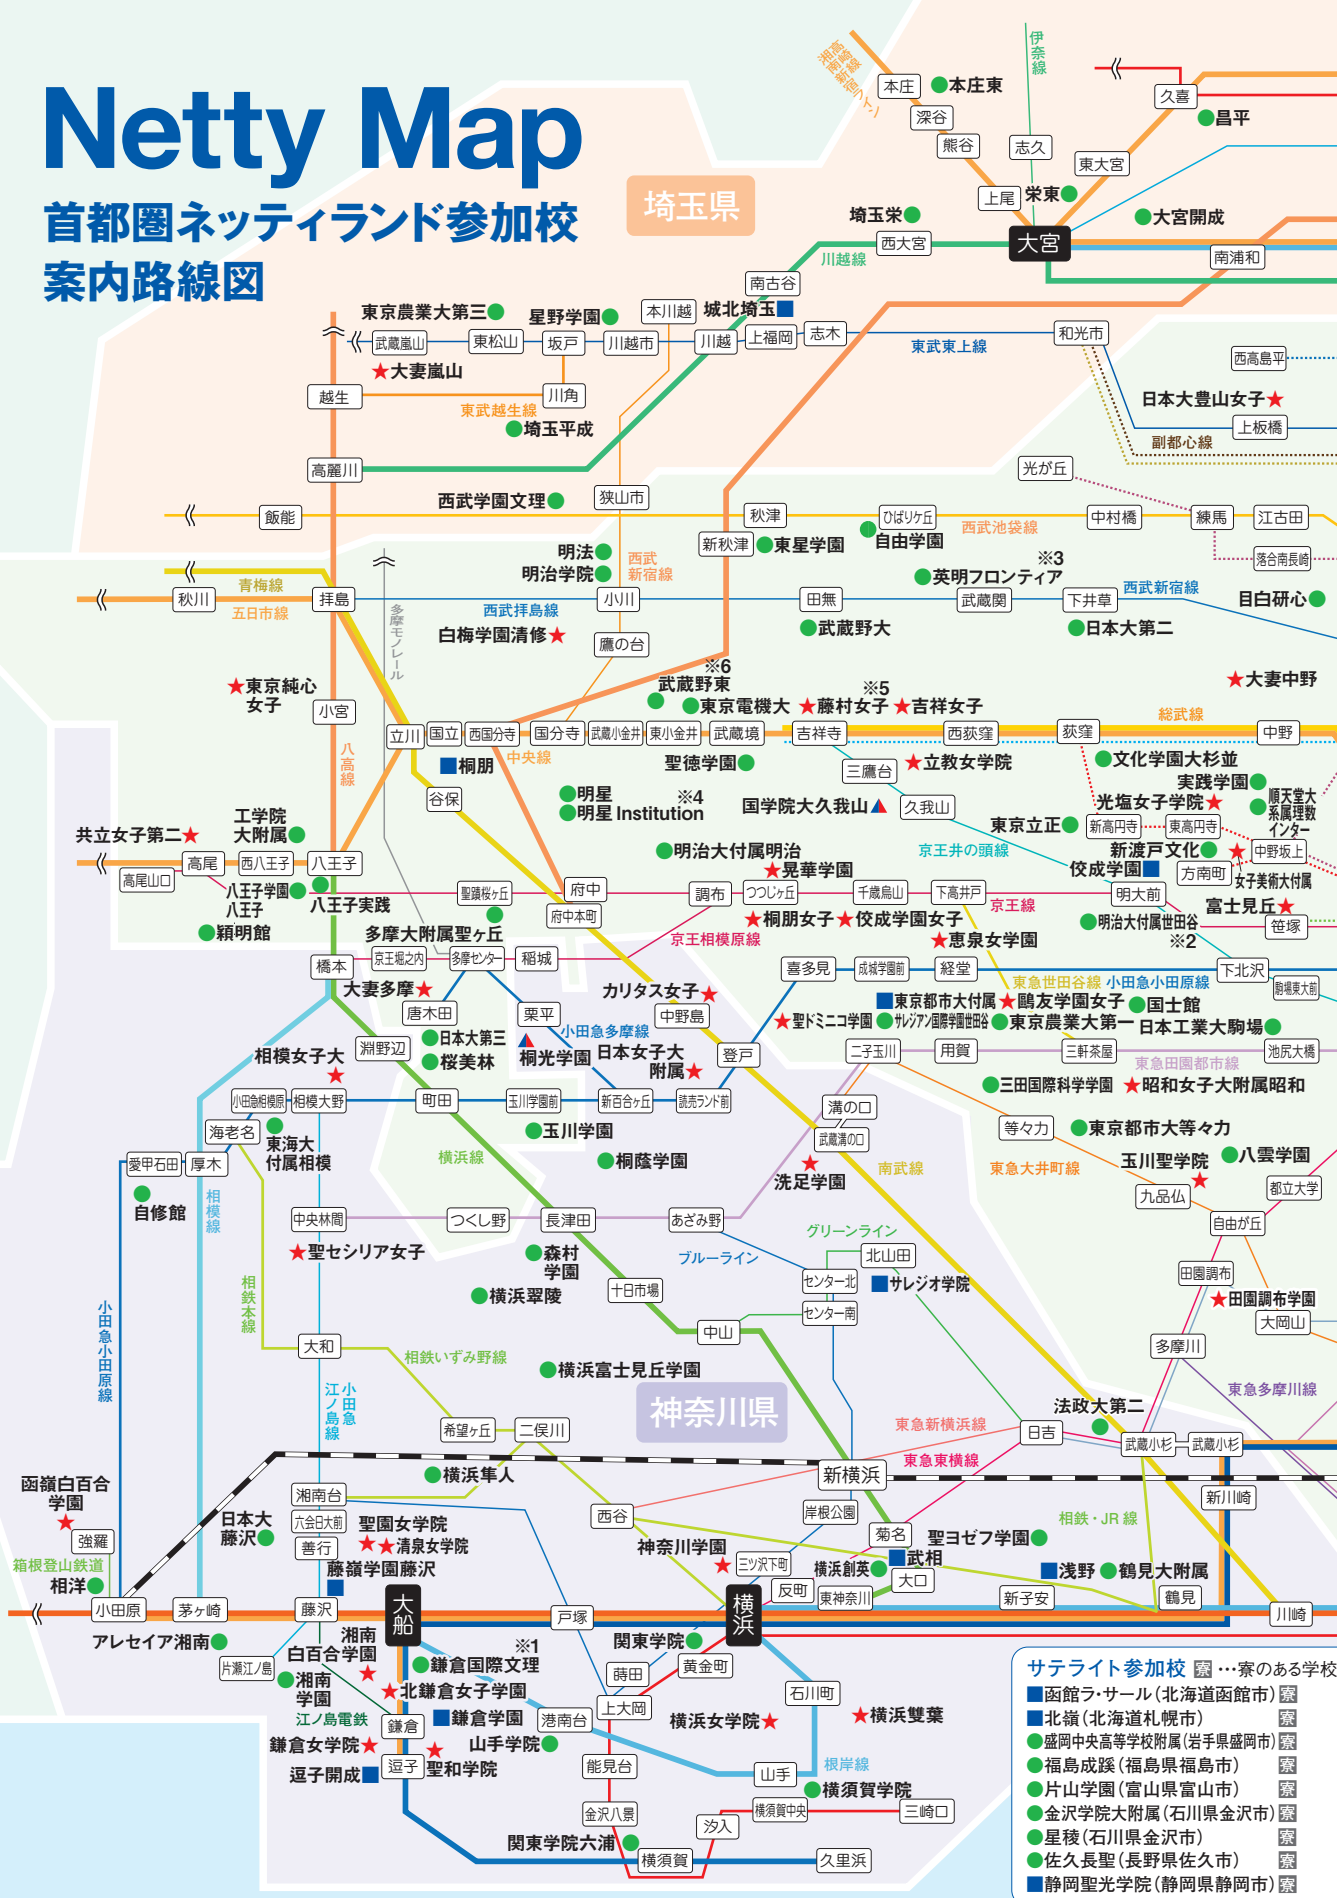 Netty Map
首都圏ネッティランド参加校
案内路線図
埼玉県
湘南新宿ライン
高崎線
伊奈線
本庄
●本庄東
深谷
熊谷
志久
久喜
●昌平
東大宮
上尾
栄東●
●大宮開成
埼玉栄●
西大宮
大宮
南浦和
川越線
南古谷
東京農業大第三●
星野学園●
本川越
城北埼玉■
武蔵嵐山
東松山
坂戸
川越市
川越
上福岡
志木
和光市
東武東上線
西高島平
★大妻嵐山
越生
川角
東武越生線
●埼玉平成
日本大豊山女子★
上板橋
副都心線
高麗川
光が丘
西武学園文理●
狭山市
飯能
秋津
ひばりケ丘
西武池袋線
中村橋
練馬
江古田
新秋津
●東星学園
●自由学園
落合南長崎
明法●
明治学院●
西武
新宿線
※3
●英明フロンティア
青梅線
五日市線
秋川
拝島
西武拝島線
小川
田無
武蔵関
下井草
西武新宿線
目白研心●
多摩モノレール
白梅学園清修★
鷹の台
●武蔵野大
●日本大第二
★東京純心
女子
小宮
※6
武蔵野東
●
●東京電機大
※5
★藤村女子
★吉祥女子
★大妻中野
総武線
立川
国立
西国分寺
国分寺
武蔵小金井
東小金井
武蔵境
吉祥寺
西荻窪
荻窪
中野
八高線
■桐朋
中央線
聖徳学園●
三鷹台
★立教女学院
●文化学園大杉並
実践学園●
谷保
●明星
●明星 Institution
※4
国学院大久我山▲
久我山
光塩女子学院★
●順天堂大
系属理数
インター
工学院
大附属●
共立女子第二★
東京立正●
新高円寺
東高円寺
京王井の頭線
新渡戸文化●
中野坂上
高尾
西八王子
八王子
●明治大付属明治
★晃華学園
佼成学園■
方南町
★女子美術大付属
高尾山口
八王子学園●
八王子
●八王子実践
聖蹟桜ヶ丘
府中
府中本町
調布
つつじヶ丘
千歳烏山
下高井戸
京王線
明大前
富士見丘★
笹塚
●穎明館
多摩大附属聖ヶ丘
●
京王相模原線
★桐朋女子
★佼成学園女子
★恵泉女学園
●明治大付属世田谷
※2
橋本
京王堀之内
多摩センター
稲城
喜多見
成城学園前
経堂
東急世田谷線
小田急小田原線
下北沢
駒場東大前
大妻多摩★
唐木田
栗平
カリタス女子★
中野島
■東京都市大付属
★鷗友学園女子
●国士館
★聖ドミニコ学園
●サレジアン国際学園世田谷
●東京農業大第一
日本工業大駒場●
淵野辺
●日本大第三
●桜美林
小田急多摩線
▲
桐光学園
日本女子大
附属★
登戸
二子玉川
用賀
三軒茶屋
東急田園都市線
池尻大橋
相模女子大
★
小田急相模原
相模大野
町田
玉川学園前
新百合ヶ丘
読売ランド前
●三田国際科学学園
★昭和女子大附属昭和
溝の口
海老名
●
東海大
付属相模
●玉川学園
武蔵溝の口
等々力
●東京都市大等々力
愛甲石田
厚木
横浜線
●桐蔭学園
★
洗足学園
南武線
東急大井町線
玉川聖学院
★
●八雲学園
●
自修館
相模線
九品仏
都立大学
中央林間
つくし野
長津田
あざみ野
グリーンライン
自由が丘
★聖セシリア女子
●森村
学園
ブルーライン
北山田
センター北
■サレジオ学院
田園調布
相鉄本線
●横浜翠陵
十日市場
センター南
★田園調布学園
大岡山
小田急小田原線
大和
中山
多摩川
相鉄いずみ野線
●横浜富士見丘学園
神奈川県
東急多摩川線
小田急
江ノ島線
法政大第二
●
希望ヶ丘
二俣川
東急新横浜線
日吉
武蔵小杉
武蔵小杉
東急東横線
函嶺白百合
学園
★
●横浜隼人
新横浜
湘南台
新川崎
強羅
日本大
藤沢●
六会日大前
聖園女学院
★★清泉女学院
西谷
岸根公園
相鉄・JR線
善行
菊名
聖ヨゼフ学園●
箱根登山鉄道
相洋●
藤嶺学園藤沢
■
神奈川学園
★
三ツ沢下町
■武相
横浜創英●
大口
■浅野
●鶴見大附属
反町
東神奈川
新子安
鶴見
小田原
茅ヶ崎
藤沢
大船
戸塚
横浜
川崎
アレセイア湘南●
湘南
白百合学園
★
※1
●鎌倉国際文理
関東学院●
黄金町
片瀬江ノ島
●湘南
学園
★北鎌倉女子学園
蒔田
上大岡
石川町
江ノ島電鉄
鎌倉
■鎌倉学園
港南台
横浜女学院★
★横浜雙葉
鎌倉女学院★
山手学院●
逗子開成■
逗子
★
聖和学院
能見台
山手
根岸線
●横須賀学院
金沢八景
横須賀中央
三崎口
汐入
関東学院六浦●
横須賀
久里浜
サテライト参加校 寮…寮のある学校
■函館ラ・サール(北海道函館市)寮
■北嶺(北海道札幌市) 寮
●盛岡中央高等学校附属(岩手県盛岡市)寮
●福島成蹊(福島県福島市) 寮
●片山学園(富山県富山市) 寮
●金沢学院大附属(石川県金沢市)寮
●星稜(石川県金沢市) 寮
●佐久長聖(長野県佐久市) 寮
■静岡聖光学院(静岡県静岡市)寮